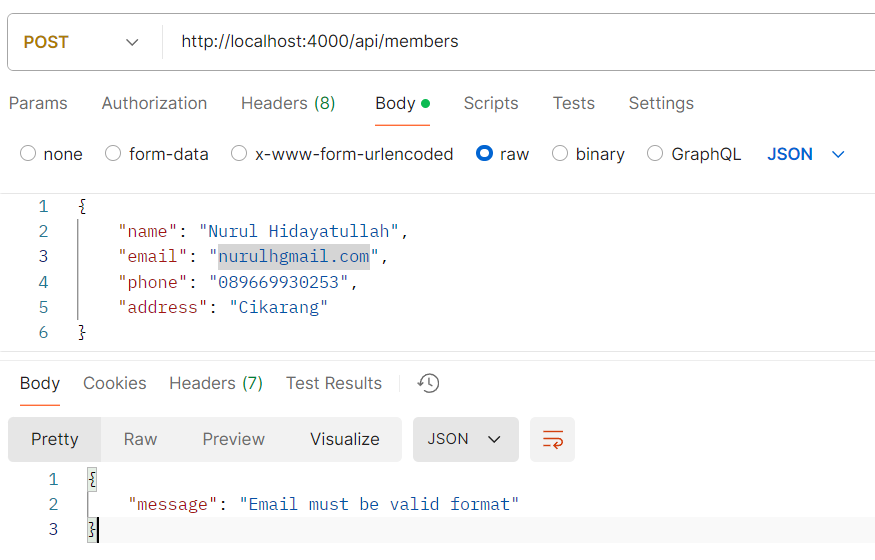 POST http://localhost:4000/api/members
Params Authorization Headers (8) Body Scripts Tests Settings
none form-data x-www-form-urlencoded raw binary GraphQL JSON
1 {
2 "name": "Nurul Hidayatullah",
3 "email": "nurulhgmail.com",
4 "phone": "089669930253",
5 "address": "Cikarang"
6 }
Body Cookies Headers (7) Test Results
Pretty Raw Preview Visualize JSON
1 {
2 "message": "Email must be valid format"
3 }